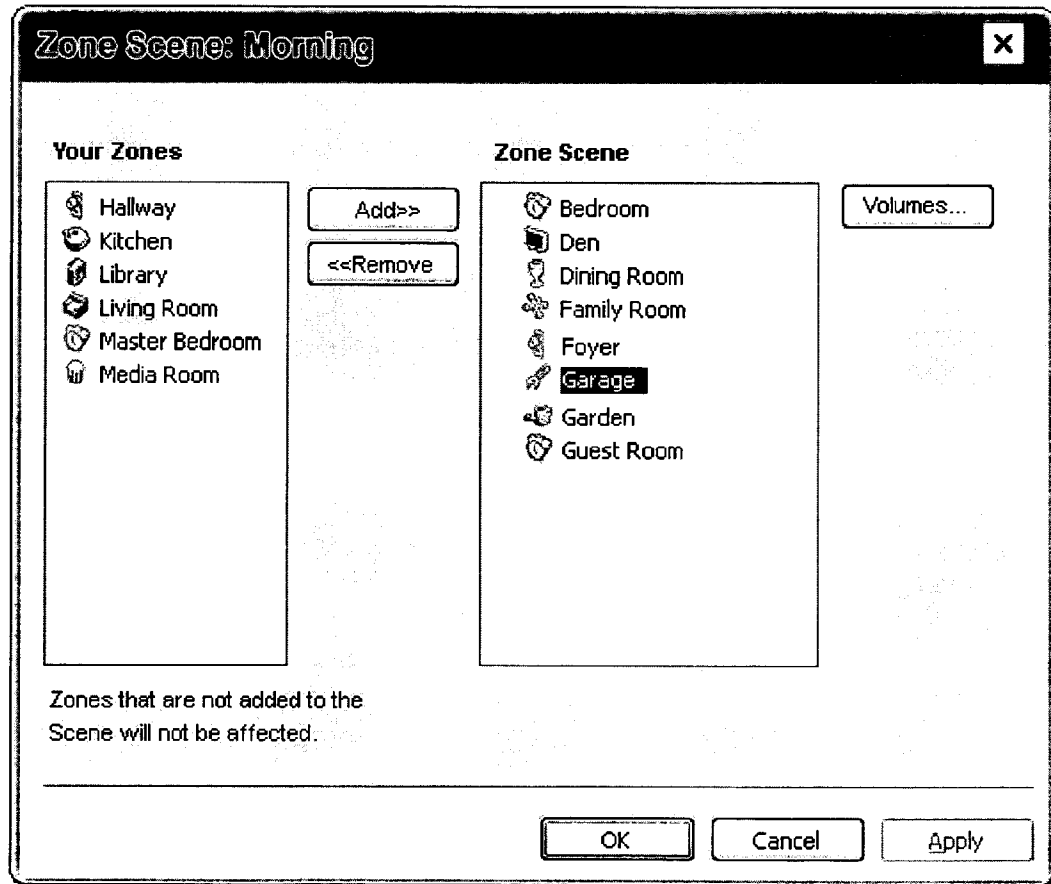 Zone Scene: Morning
Your Zones
Hallway
Kitchen
Library
Living Room
Master Bedroom
Media Room
Add>>
<<Remove
Zone Scene
Bedroom
Den
Dining Room
Family Room
Foyer
Garage
Garden
Guest Room
Volumes...
Zones that are not added to the
Scene will not be affected.
OK
Cancel
Apply